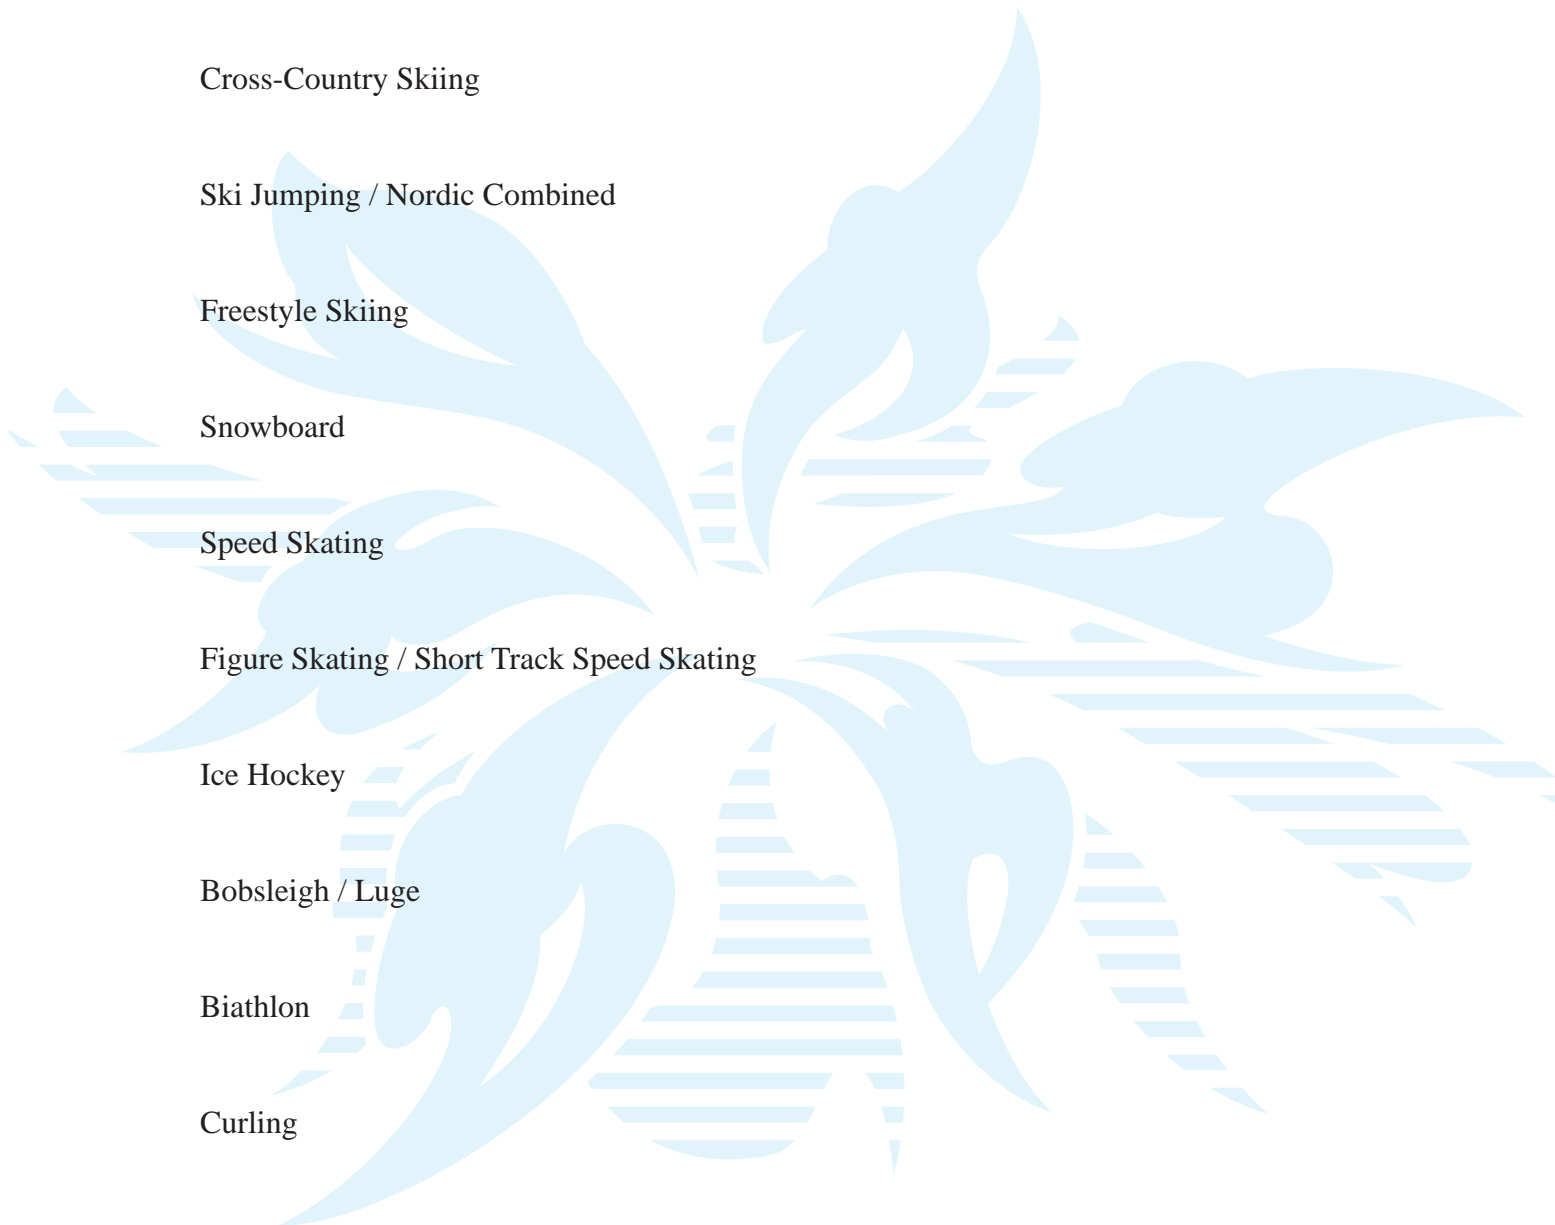 Cross-Country Skiing
Ski Jumping / Nordic Combined
Freestyle Skiing
Snowboard
Speed Skating
Figure Skating / Short Track Speed Skating
Ice Hockey
Bobsleigh / Luge
Biathlon
Curling